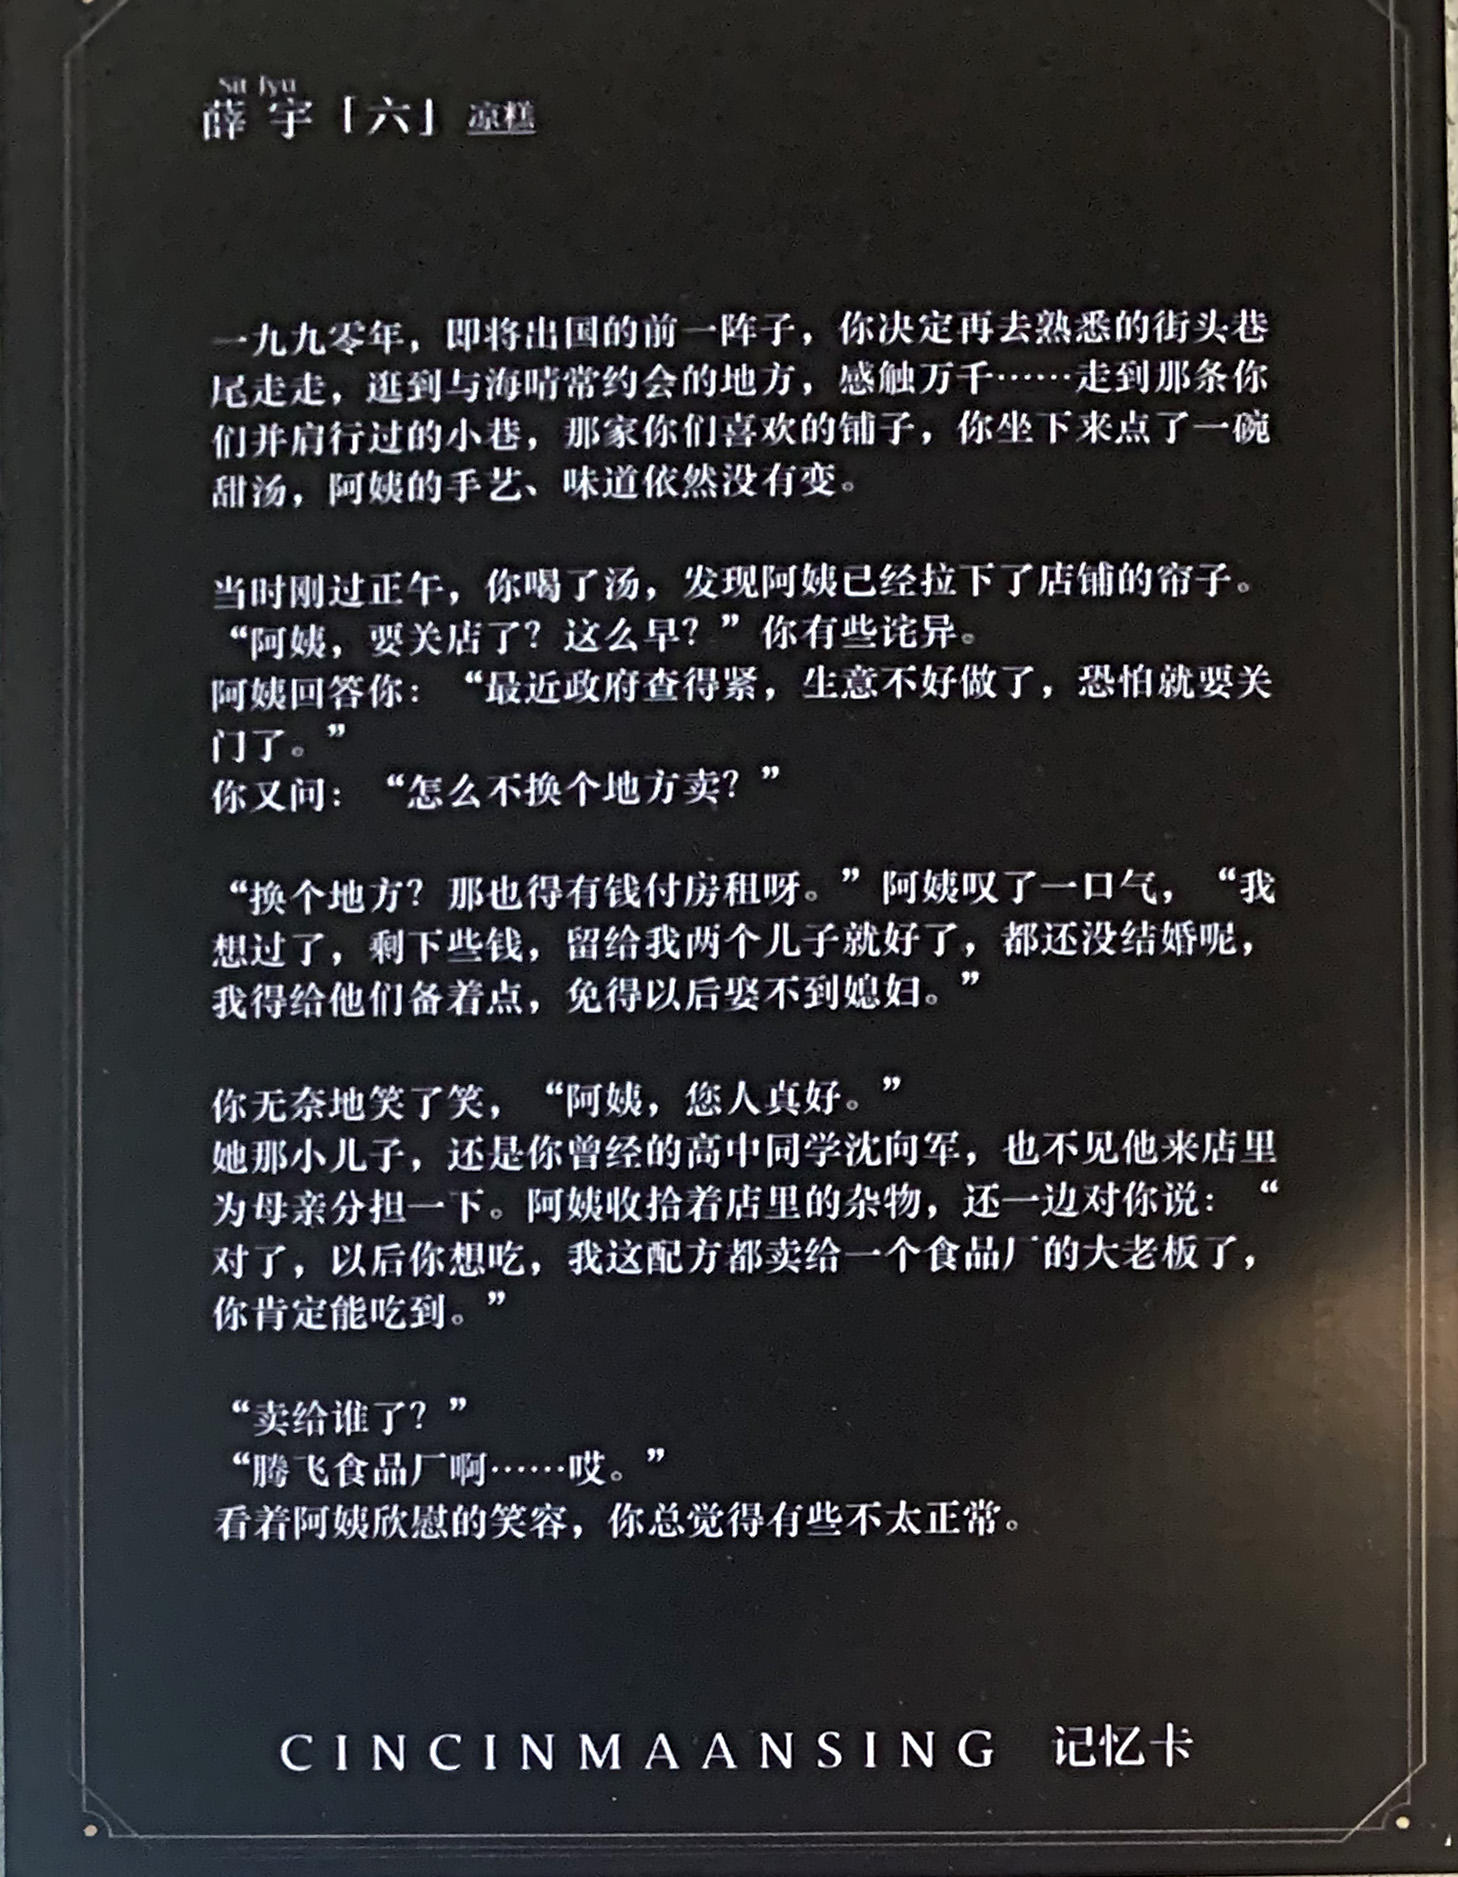 Sit Jyu
薛宇「六」凉糕
一九九零年，即将出国的前一阵子，你决定再去熟悉的街头巷
尾走走，逛到与海晴常约会的地方，感触万千……走到那条你
们并肩行过的小巷，那家你们喜欢的铺子，你坐下来点了一碗
甜汤，阿姨的手艺、味道依然没有变。
当时刚过正午，你喝了汤，发现阿姨已经拉下了店铺的帘子。
“阿姨，要关店了？这么早？”你有些诧异。
阿姨回答你：“最近政府查得紧，生意不好做了，恐怕就要关
门了。”
你又问：“怎么不换个地方卖？”
“换个地方？那也得有钱付房租呀。”阿姨叹了一口气，“我
想过了，剩下些钱，留给我两个儿子就好了，都还没结婚呢，
我得给他们备着点，免得以后娶不到媳妇。”
你无奈地笑了笑，“阿姨，您人真好。”
她那小儿子，还是你曾经的高中同学沈向军，也不见他来店里
为母亲分担一下。阿姨收拾着店里的杂物，还一边对你说：“
对了，以后你想吃，我这配方都卖给一个食品厂的大老板了，
你肯定能吃到。”
“卖给谁了？”
“腾飞食品厂啊……哎。”
看着阿姨欣慰的笑容，你总觉得有些不太正常。
CINCINMAANSING 记忆卡